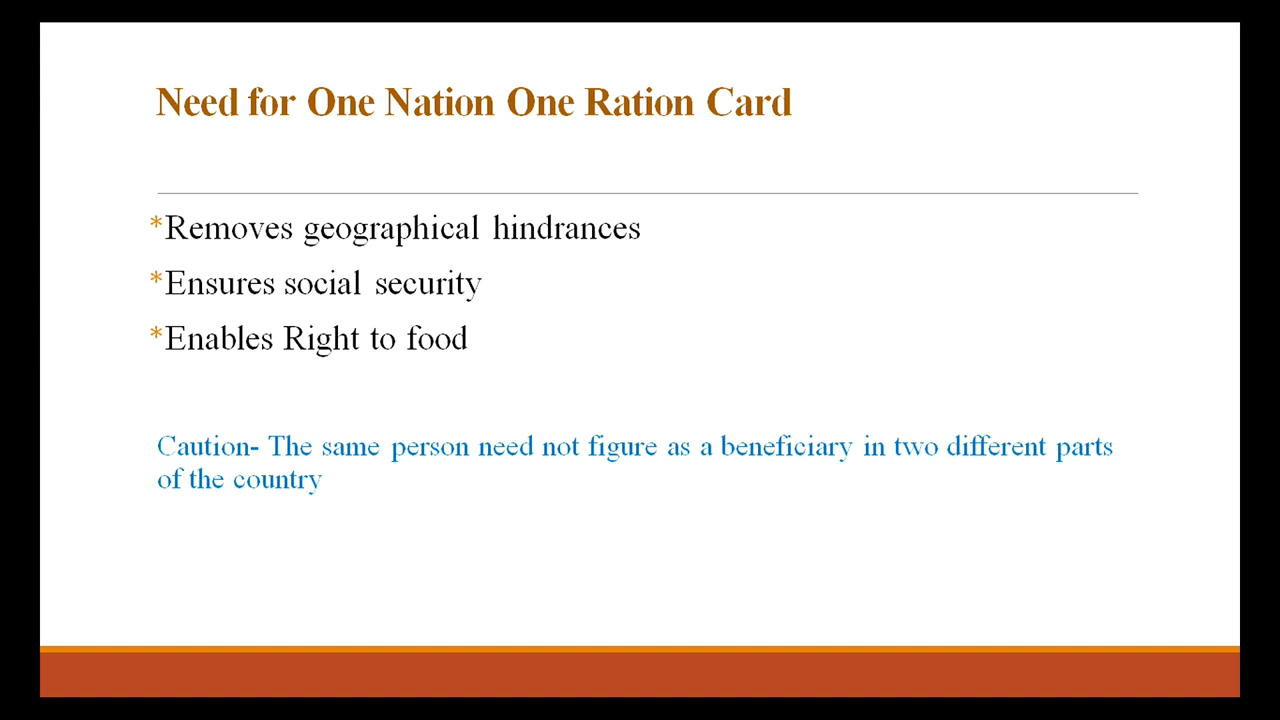 Need for One Nation One Ration Card
*Removes geographical hindrances
*Ensures social security
*Enables Right to food
Caution- The same person need not figure as a beneficiary in two different parts
of the country